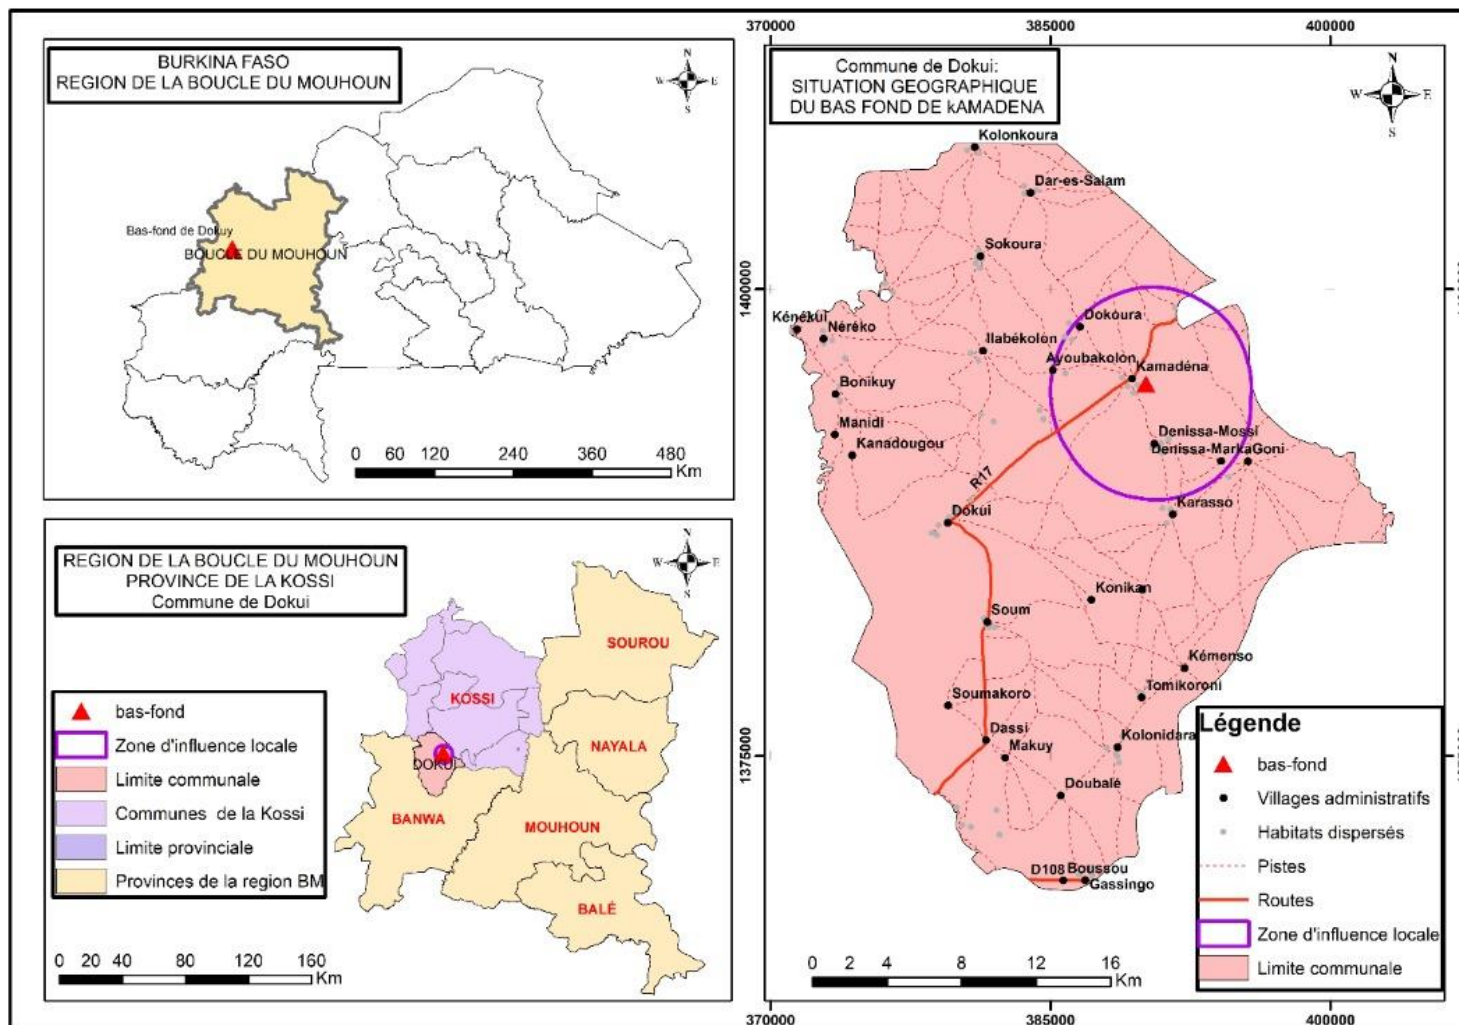 BURKINA FASO
REGION DE LA BOUCLE DU MOUHOUN
N
W E
S
Bas-fond de Dokuy
BOUCLE DU MOUHOUN
0 60 120 240 360 480
Km
REGION DE LA BOUCLE DU MOUHOUN
PROVINCE DE LA KOSSI
Commune de Dokui
N
W E
S
SOUROU
KOSSI
NAYALA
DOKUI
BANWA
MOUHOUN
BALÉ
bas-fond
Zone d'influence locale
Limite communale
Communes de la Kossi
Limite provinciale
Provinces de la region BM
0 20 40 80 120 160
Km
370000 385000 400000
Commune de Dokui:
SITUATION GEOGRAPHIQUE
DU BAS FOND DE kAMADENA
N
W E
S
Kolonkoura
Dar-es-Salam
Sokoura
1400000
Kénékui
Néréko
Dokoura
Ilabékolon
Ayoubakolon
Kamadéna
Bonikuy
Manidi
Kanadougou
Denissa-Mossi
Denissa-Marka
Goni
R17
Dokui
Karasso
Konikan
Soum
Kémenso
Tomikoroni
Soumakoro
Dassi
Makuy
Kolonidara
1375000
Doubalé
D108
Boussou
Gassingo
0 2 4 8 12 16
Km
Légende
bas-fond
Villages administratifs
Habitats dispersés
Pistes
Routes
Zone d'influence locale
Limite communale
370000 385000 400000